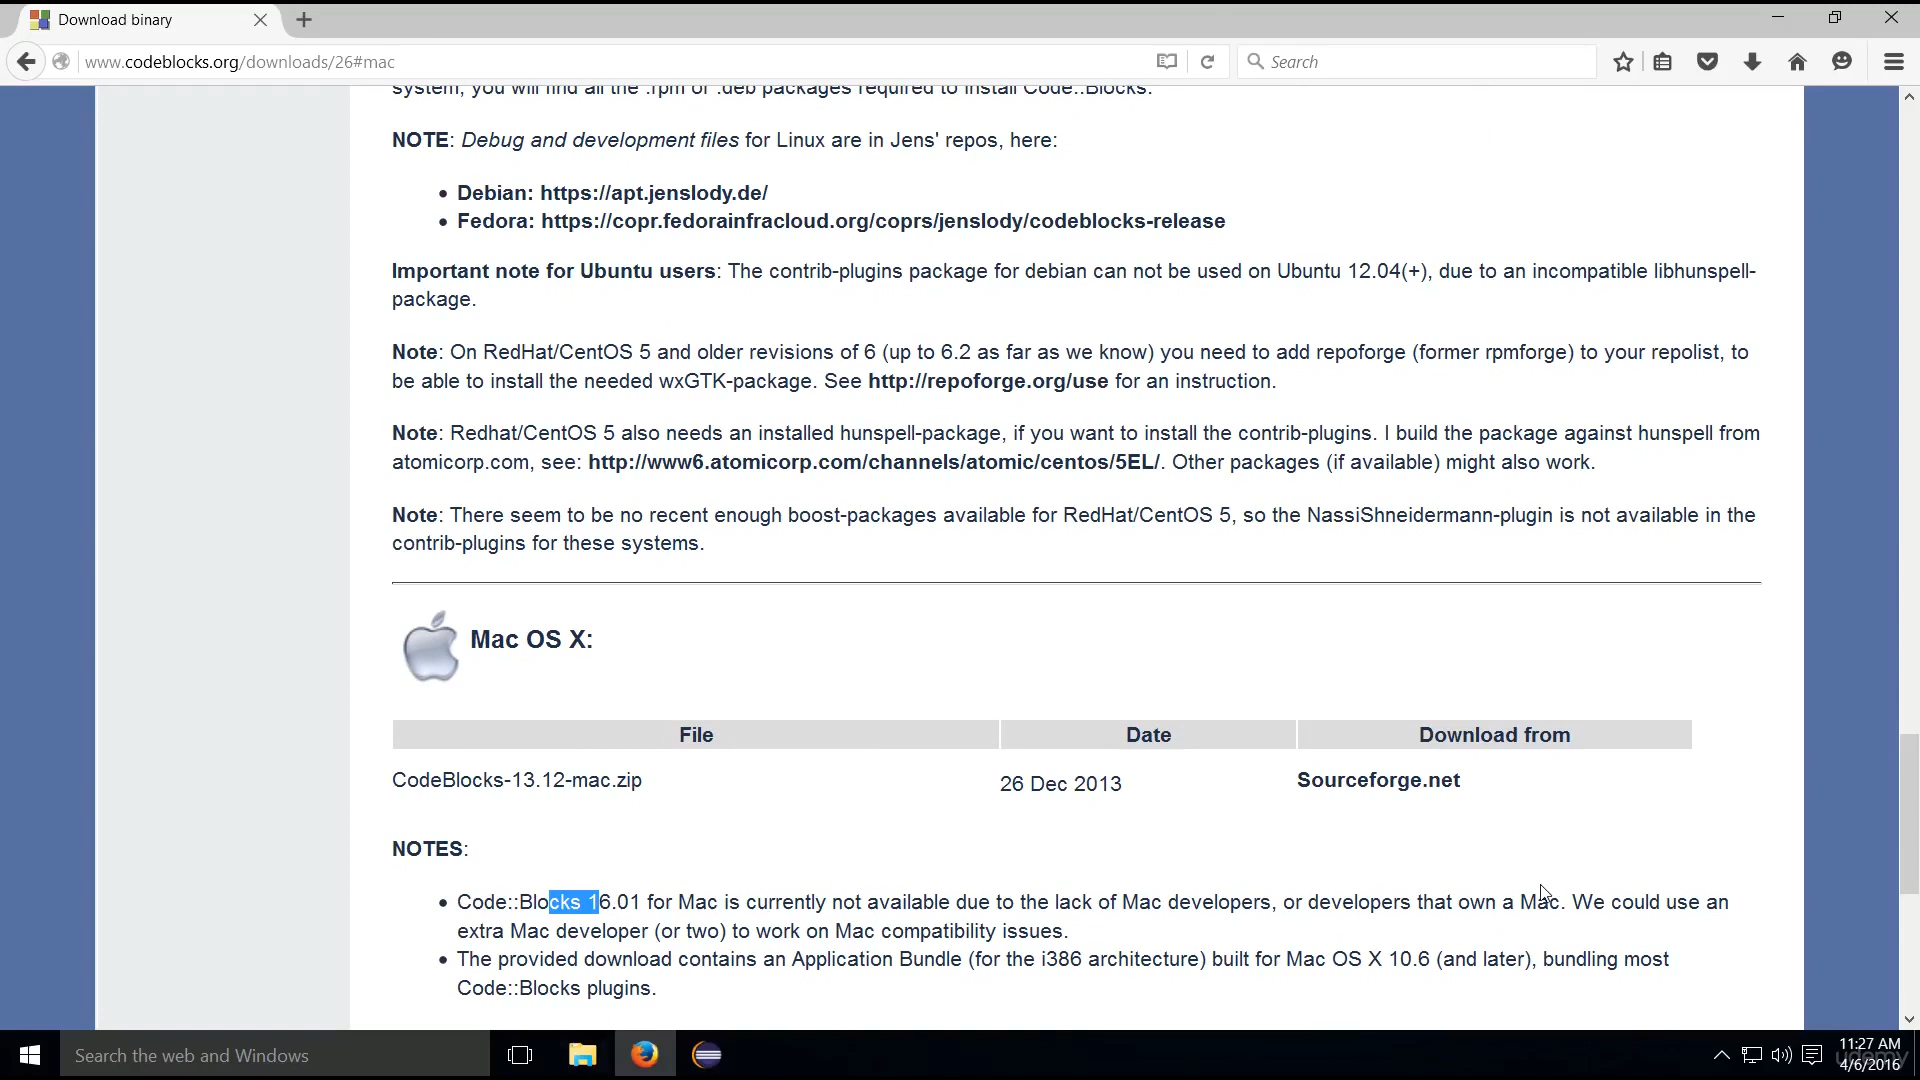 Download binary
www.codeblocks.org/downloads/26#mac
Search
system, you will find all the .rpm or .deb packages required to install Code::Blocks.
NOTE: Debug and development files for Linux are in Jens' repos, here:
• Debian: https://apt.jenslody.de/
• Fedora: https://copr.fedorainfracloud.org/coprs/jenslody/codeblocks-release
Important note for Ubuntu users: The contrib-plugins package for debian can not be used on Ubuntu 12.04(+), due to an incompatible libhunspell-
package.
Note: On RedHat/CentOS 5 and older revisions of 6 (up to 6.2 as far as we know) you need to add repoforge (former rpmforge) to your repolist, to
be able to install the needed wxGTK-package. See http://repoforge.org/use for an instruction.
Note: Redhat/CentOS 5 also needs an installed hunspell-package, if you want to install the contrib-plugins. I build the package against hunspell from
atomicorp.com, see: http://www6.atomicorp.com/channels/atomic/centos/5EL/. Other packages (if available) might also work.
Note: There seem to be no recent enough boost-packages available for RedHat/CentOS 5, so the NassiShneidermann-plugin is not available in the
contrib-plugins for these systems.
Mac OS X:
File Date Download from
CodeBlocks-13.12-mac.zip 26 Dec 2013 Sourceforge.net
NOTES:
• Code::Blocks 16.01 for Mac is currently not available due to the lack of Mac developers, or developers that own a Mac. We could use an
extra Mac developer (or two) to work on Mac compatibility issues.
• The provided download contains an Application Bundle (for the i386 architecture) built for Mac OS X 10.6 (and later), bundling most
Code::Blocks plugins.
Search the web and Windows
11:27 AM
4/6/2016
udemy